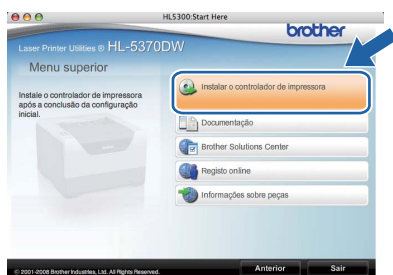 HL5300:Start Here
brother
Laser Printer Utilities ® HL-5370DW
Menu superior
Instale o controlador de impressora
após a conclusão da configuração
inicial.
Instalar o controlador de impressora
Documentação
Brother Solutions Center
Registo online
Informações sobre peças
© 2001-2008 Brother Industries, Ltd. All Rights Reserved.
Anterior
Sair